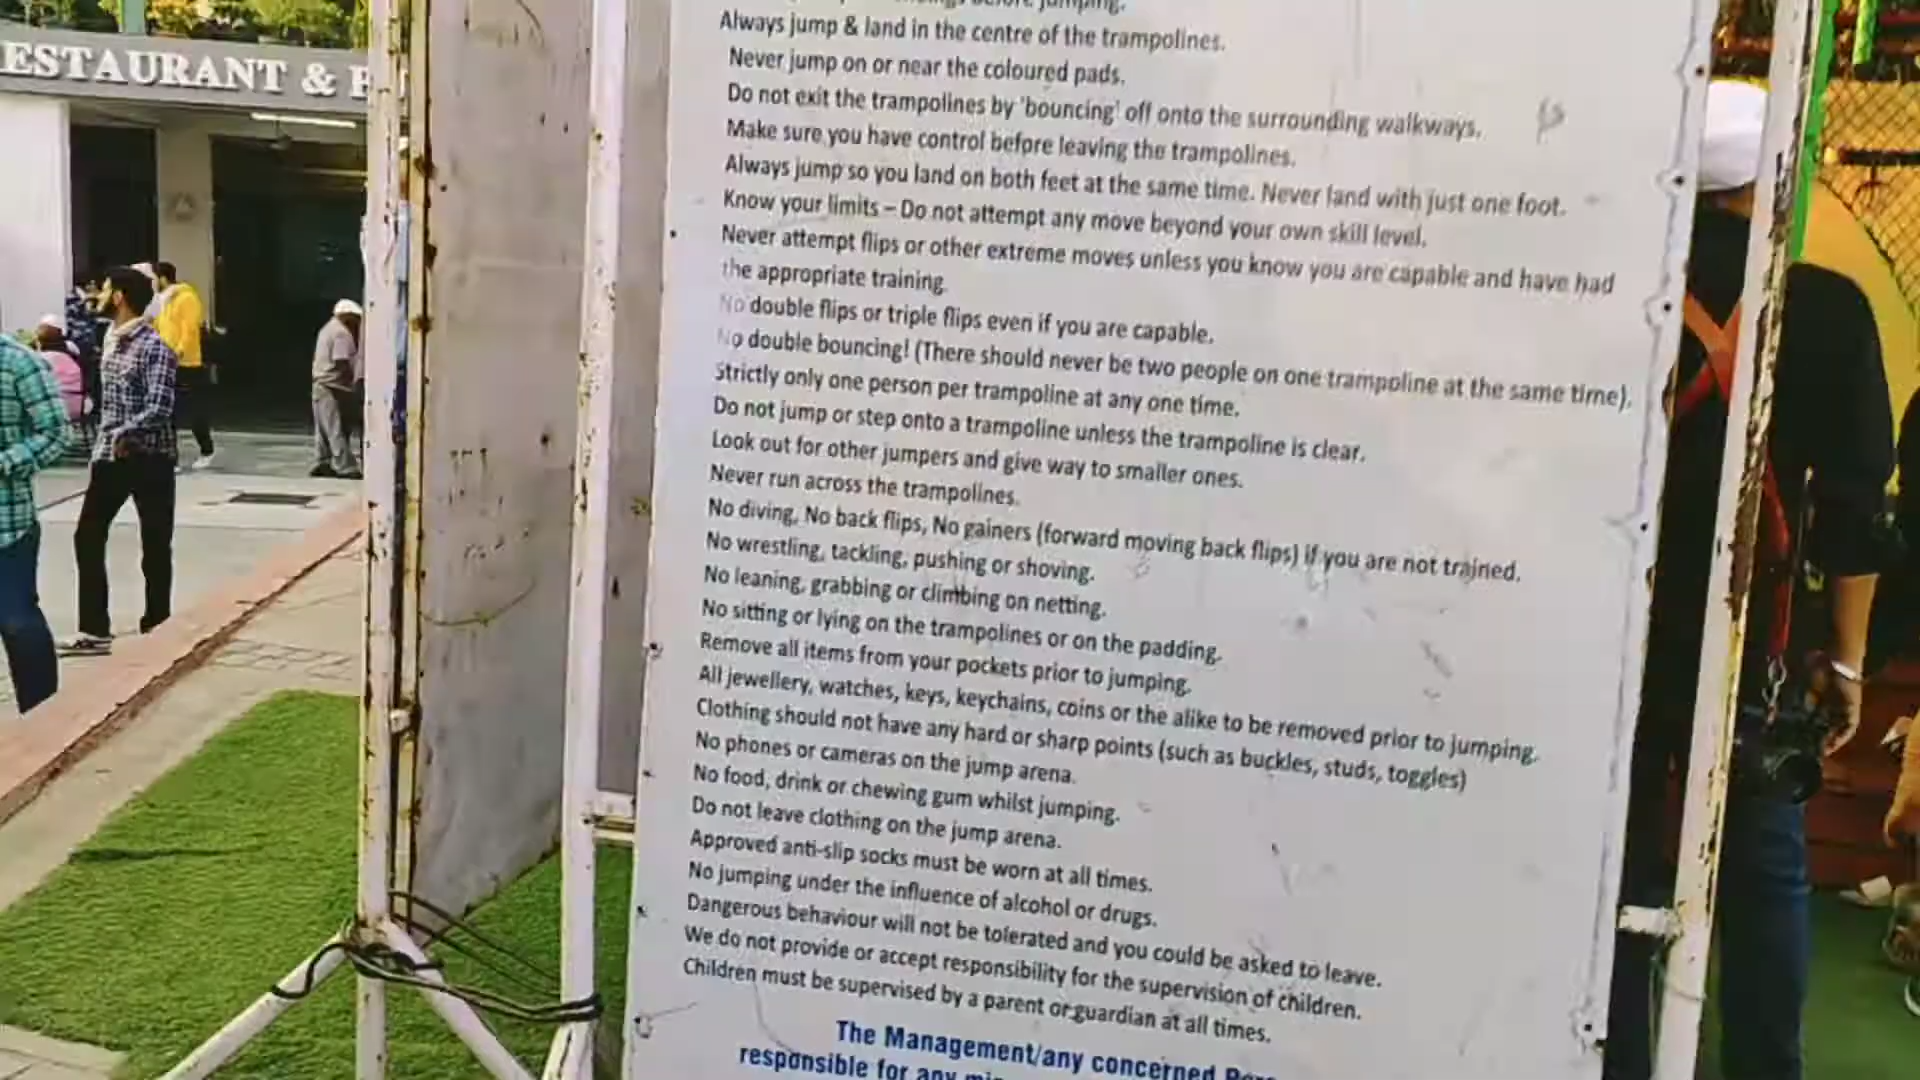 ESTAURANT &
jumping.
Always jump & land in the centre of the trampolines.
Never jump on or near the coloured pads.
Do not exit the trampolines by 'bouncing' off onto the surrounding walkways.
Make sure you have control before leaving the trampolines.
Always jump so you land on both feet at the same time. Never land with just one foot.
Know your limits – Do not attempt any move beyond your own skill level.
Never attempt flips or other extreme moves unless you know you are capable and have had
the appropriate training.
No double flips or triple flips even if you are capable.
No double bouncing! (There should never be two people on one trampoline at the same time).
Strictly only one person per trampoline at any one time.
Do not jump or step onto a trampoline unless the trampoline is clear.
Look out for other jumpers and give way to smaller ones.
Never run across the trampolines.
No diving, No back flips, No gainers (forward moving back flips) if you are not trained.
No wrestling, tackling, pushing or shoving.
No leaning, grabbing or climbing on netting.
No sitting or lying on the trampolines or on the padding.
Remove all items from your pockets prior to jumping.
All jewellery, watches, keys, keychains, coins or the alike to be removed prior to jumping.
Clothing should not have any hard or sharp points (such as buckles, studs, toggles)
No phones or cameras on the jump arena.
No food, drink or chewing gum whilst jumping.
Do not leave clothing on the jump arena.
Approved anti-slip socks must be worn at all times.
No jumping under the influence of alcohol or drugs.
Dangerous behaviour will not be tolerated and you could be asked to leave.
We do not provide or accept responsibility for the supervision of children.
Children must be supervised by a parent or guardian at all times.
The Management/any concerned
responsible for any